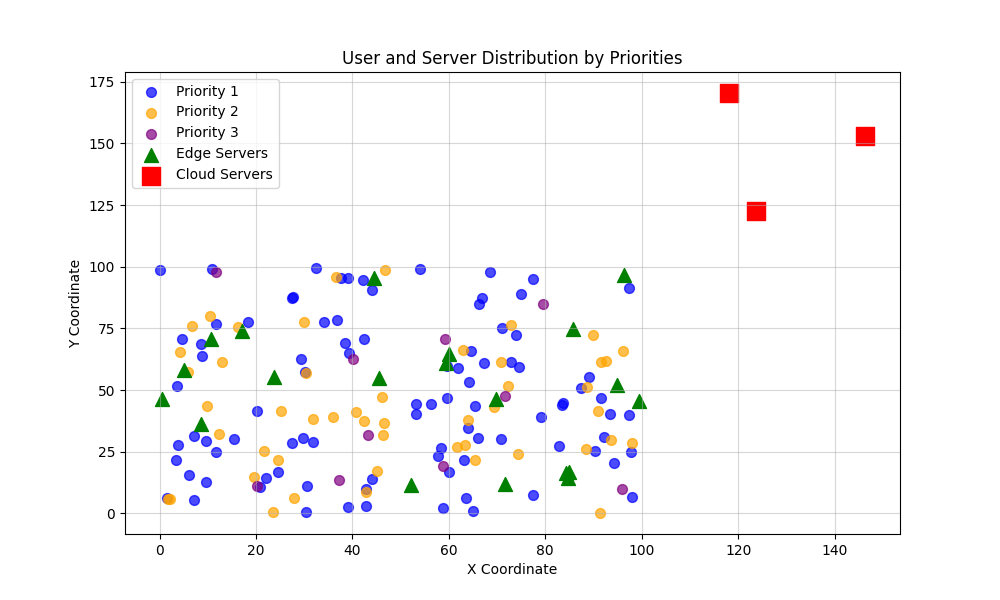 User and Server Distribution by Priorities
Priority 1
Priority 2
Priority 3
Edge Servers
Cloud Servers
Y Coordinate
175
150
125
100
75
50
25
0
0 20 40 60 80 100 120 140
X Coordinate